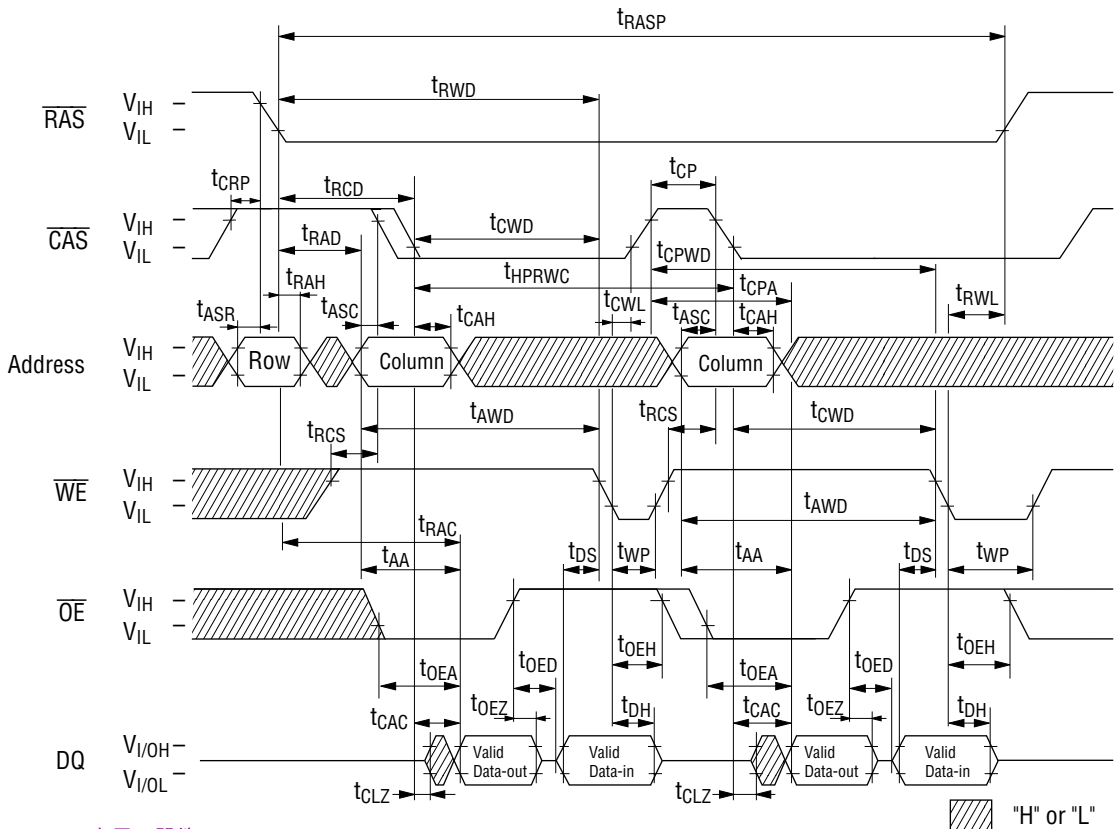 tRASP
tRWD
RAS VIH VIL
tCRP tRCD tCP
CAS VIH VIL
tCWD tCPWD
tRAD tHPRWC
tRAH tCWL tCPA tRWL
tASR tASC tCAH tASC tCAH
Address VIH VIL
Row Column Column
tAWD tRCS tCWD
tRCS
WE VIH VIL
tRAC tAWD
tAA tDS tWP tAA tDS tWP
OE VIH VIL
tOEA tOED tOEH tOEA tOED tOEH
tCAC tOEZ tDH tCAC tOEZ tDH
DQ VI/OH VI/OL
Valid Data-out Valid Data-in Valid Data-out Valid Data-in
tCLZ tCLZ
"H" or "L"